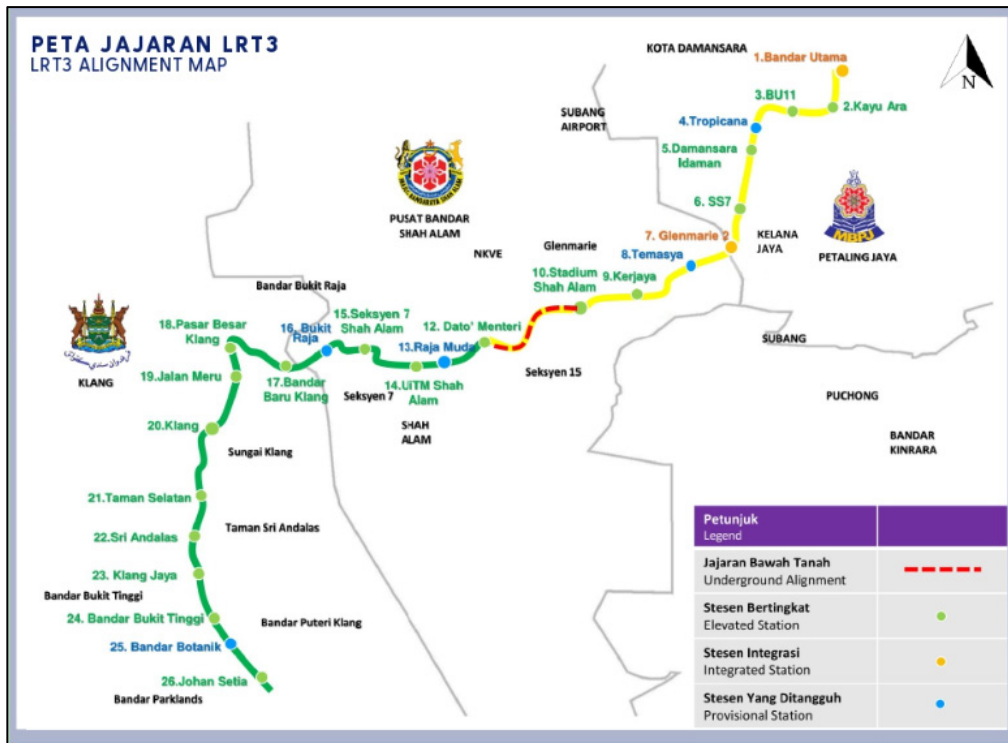 PETA JAJARAN LRT3
LRT3 ALIGNMENT MAP
KOTA DAMANSARA
1.Bandar Utama
N
3.BU11
2.Kayu Ara
SUBANG
AIRPORT
4.Tropicana
5.Damansara
Idaman
MAJLIS BANDARAYA SHAH ALAM
PUSAT BANDAR
SHAH ALAM
6. SS7
MBPJ
PETALING JAYA
KELANA
JAYA
7. Glenmarie 2
Glenmarie
8.Temasya
NKVE
9.Kerjaya
10.Stadium
Shah Alam
Bandar Bukit Raja
15.Seksyen 7
Shah Alam
12. Dato' Menteri
16. Bukit
Raja
13.Raja Muda
18.Pasar Besar
Klang
KLANG
19.Jalan Meru
17.Bandar
Baru Klang
Seksyen 7
14.UiTM Shah
Alam
Seksyen 15
SUBANG
PUCHONG
BANDAR
KINRARA
SHAH
ALAM
20.Klang
Sungai Klang
21.Taman Selatan
22.Sri Andalas
Taman Sri Andalas
23. Klang Jaya
Bandar Bukit Tinggi
24. Bandar Bukit Tinggi
Bandar Puteri Klang
25. Bandar Botanik
26.Johan Setia
Bandar Parklands
Petunjuk
Legend
Jajaran Bawah Tanah
Underground Alignment
Stesen Bertingkat
Elevated Station
Stesen Integrasi
Integrated Station
Stesen Yang Ditangguh
Provisional Station